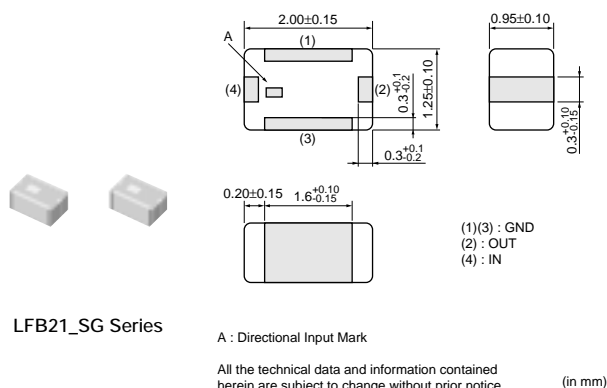 2.00±0.15
0.95±0.10
A
(1)
(4)
(2)
0.3+0.1-0.2
1.25±0.10
(3)
0.3+0.1-0.2
0.3+0.10-0.15
0.20±0.15
1.6+0.10-0.15
(1)(3) : GND
(2) : OUT
(4) : IN
LFB21_SG Series
A : Directional Input Mark
All the technical data and information contained
herein are subject to change without prior notice
(in mm)